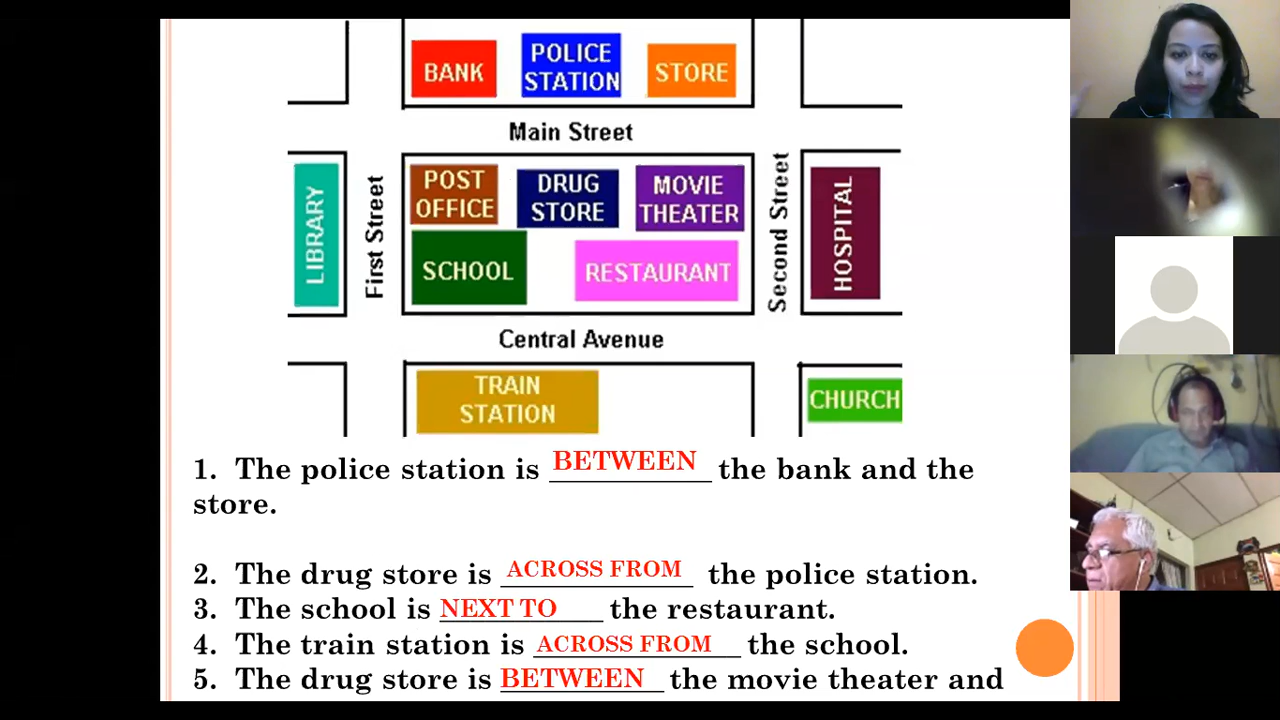 BANK
POLICE
STATION
STORE
Main Street
LIBRARY
First Street
POST
OFFICE
DRUG
STORE
MOVIE
THEATER
SCHOOL
RESTAURANT
Second Street
HOSPITAL
Central Avenue
TRAIN
STATION
CHURCH
1. The police station is BETWEEN the bank and the
store.
2. The drug store is ACROSS FROM the police station.
3. The school is NEXT TO the restaurant.
4. The train station is ACROSS FROM the school.
5. The drug store is BETWEEN the movie theater and